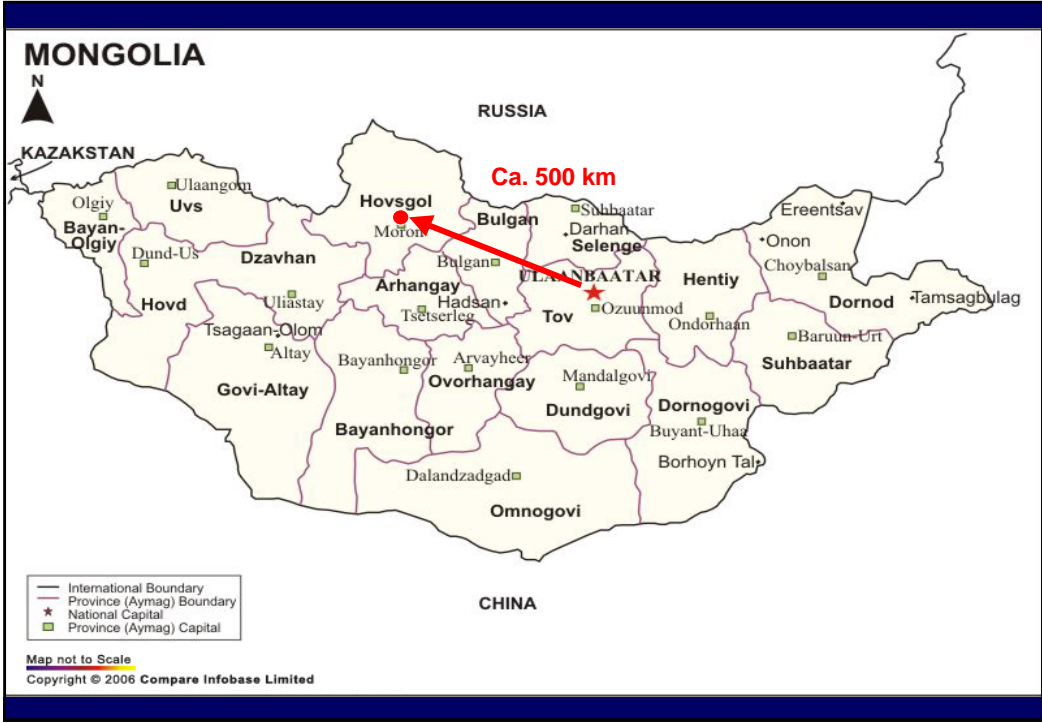 MONGOLIA
N
RUSSIA
KAZAKSTAN
Ca. 500 km
Ulaangom
Uvs
Olgiy
Bayan-
Olgiy
Hovsgol
Moron
Bulgan
Suhbaatar
Darhan
Selenge
Ereentsav
Onon
Choybalsan
Dund-Us
Dzavhan
Bulgan
ULAANBAATAR
Hentiy
Hovd
Uliastay
Arhangay
Hadsan
Tsetserleg
Tov
Ozuunmod
Ondorhaan
Dornod
Tamsagbulag
Tsagaan-Olom
Altay
Baruun-Urt
Suhbaatar
Bayanhongor
Arvayheer
Ovorhangay
Mandalgovi
Govi-Altay
Dundgovi
Dornogovi
Buyant-Uhaa
Bayanhongor
Borhoyn Tal
Dalandzadgad
Omnogovi
CHINA
International Boundary
Province (Aymag) Boundary
National Capital
Province (Aymag) Capital
Map not to Scale
Copyright © 2006 Compare Infobase Limited